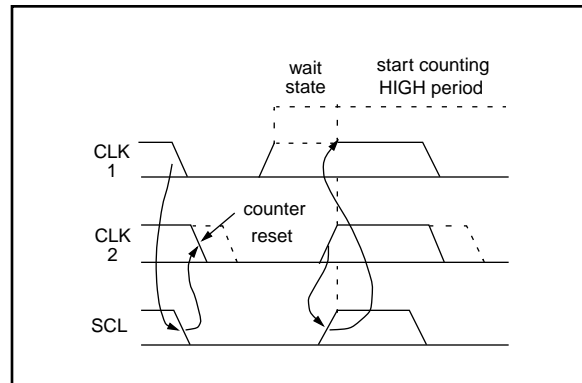 wait
state
start counting
HIGH period
CLK
1
counter
reset
CLK
2
SCL